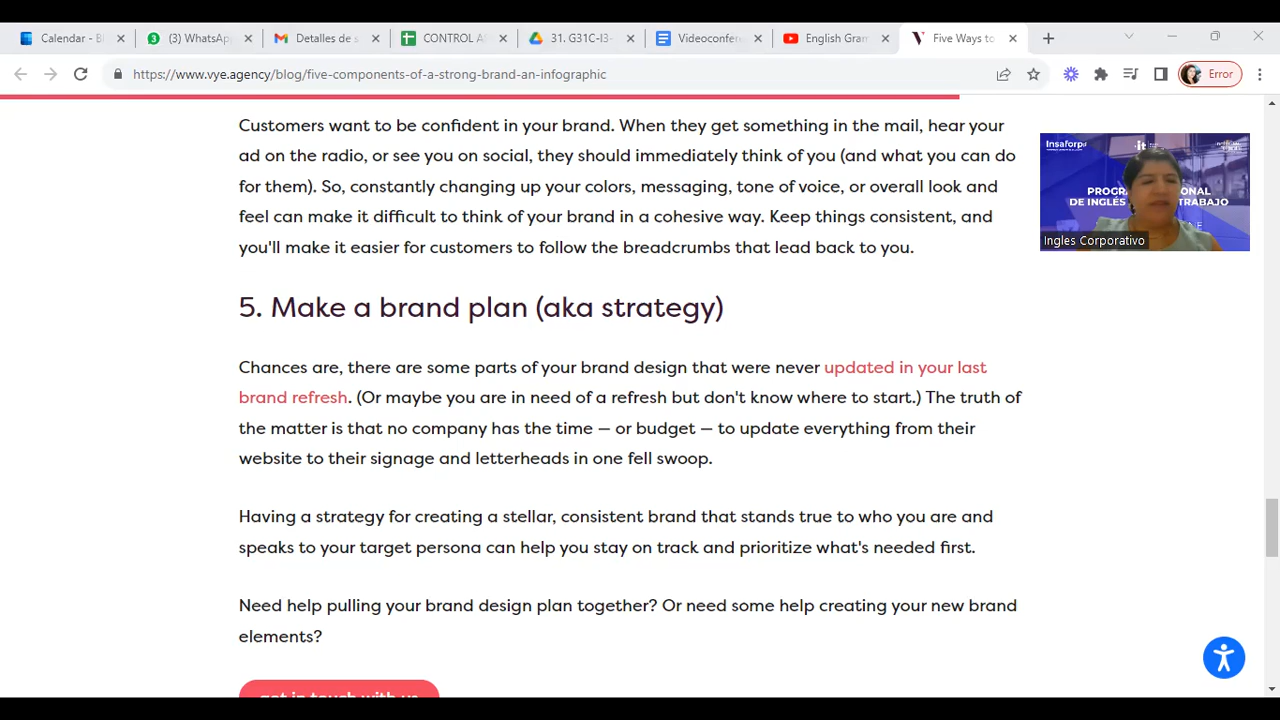 Calendar - B
(3) WhatsAp
Detalles de s
CONTROL A
31. G31C-I3-
Videoconfe
English Gram
Five Ways to
https://www.vye.agency/blog/five-components-of-a-strong-brand-an-infographic
Error
Customers want to be confident in your brand. When they get something in the mail, hear your
ad on the radio, or see you on social, they should immediately think of you (and what you can do
for them). So, constantly changing up your colors, messaging, tone of voice, or overall look and
feel can make it difficult to think of your brand in a cohesive way. Keep things consistent, and
you'll make it easier for customers to follow the breadcrumbs that lead back to you.
Insaforp
it
PROGR
ONAL
DE INGLÉS
TRABAJO
NE
Ingles Corporativo
5. Make a brand plan (aka strategy)
Chances are, there are some parts of your brand design that were never updated in your last
brand refresh. (Or maybe you are in need of a refresh but don't know where to start.) The truth of
the matter is that no company has the time — or budget — to update everything from their
website to their signage and letterheads in one fell swoop.
Having a strategy for creating a stellar, consistent brand that stands true to who you are and
speaks to your target persona can help you stay on track and prioritize what's needed first.
Need help pulling your brand design plan together? Or need some help creating your new brand
elements?
get in touch with us